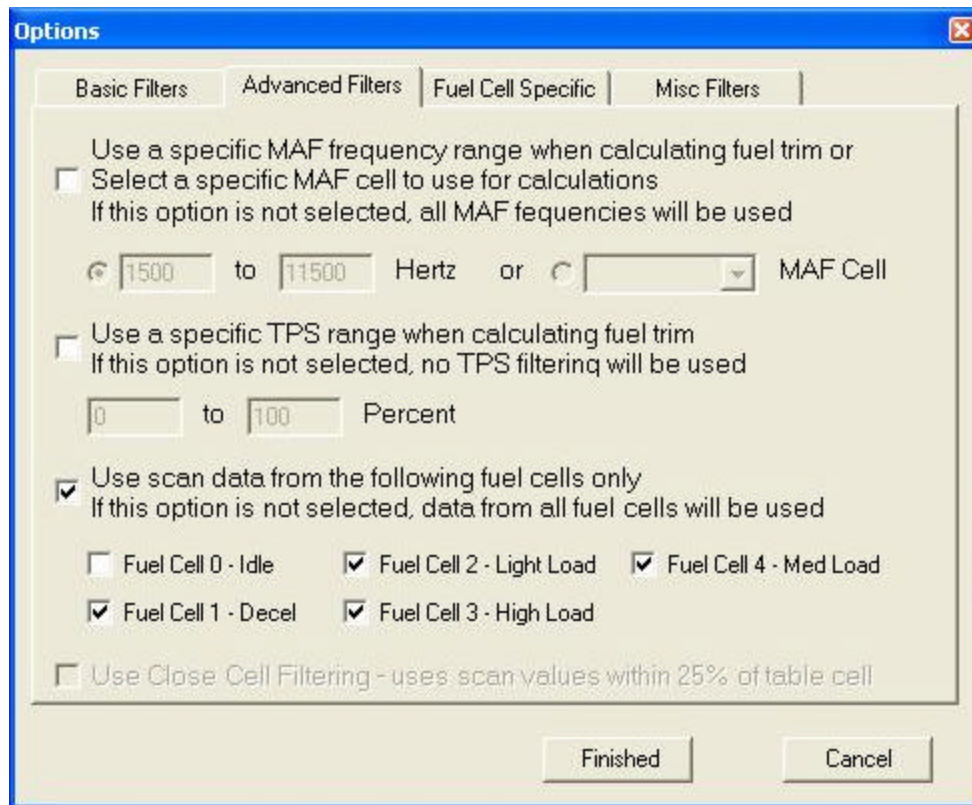 Options
Basic Filters
Advanced Filters
Fuel Cell Specific
Misc Filters
Use a specific MAF frequency range when calculating fuel trim or
Select a specific MAF cell to use for calculations
If this option is not selected, all MAF fequencies will be used
1500 to 11500 Hertz or MAF Cell
Use a specific TPS range when calculating fuel trim
If this option is not selected, no TPS filtering will be used
0 to 100 Percent
Use scan data from the following fuel cells only
If this option is not selected, data from all fuel cells will be used
Fuel Cell 0 - Idle
Fuel Cell 2 - Light Load
Fuel Cell 4 - Med Load
Fuel Cell 1 - Decel
Fuel Cell 3 - High Load
Use Close Cell Filtering - uses scan values within 25% of table cell
Finished
Cancel